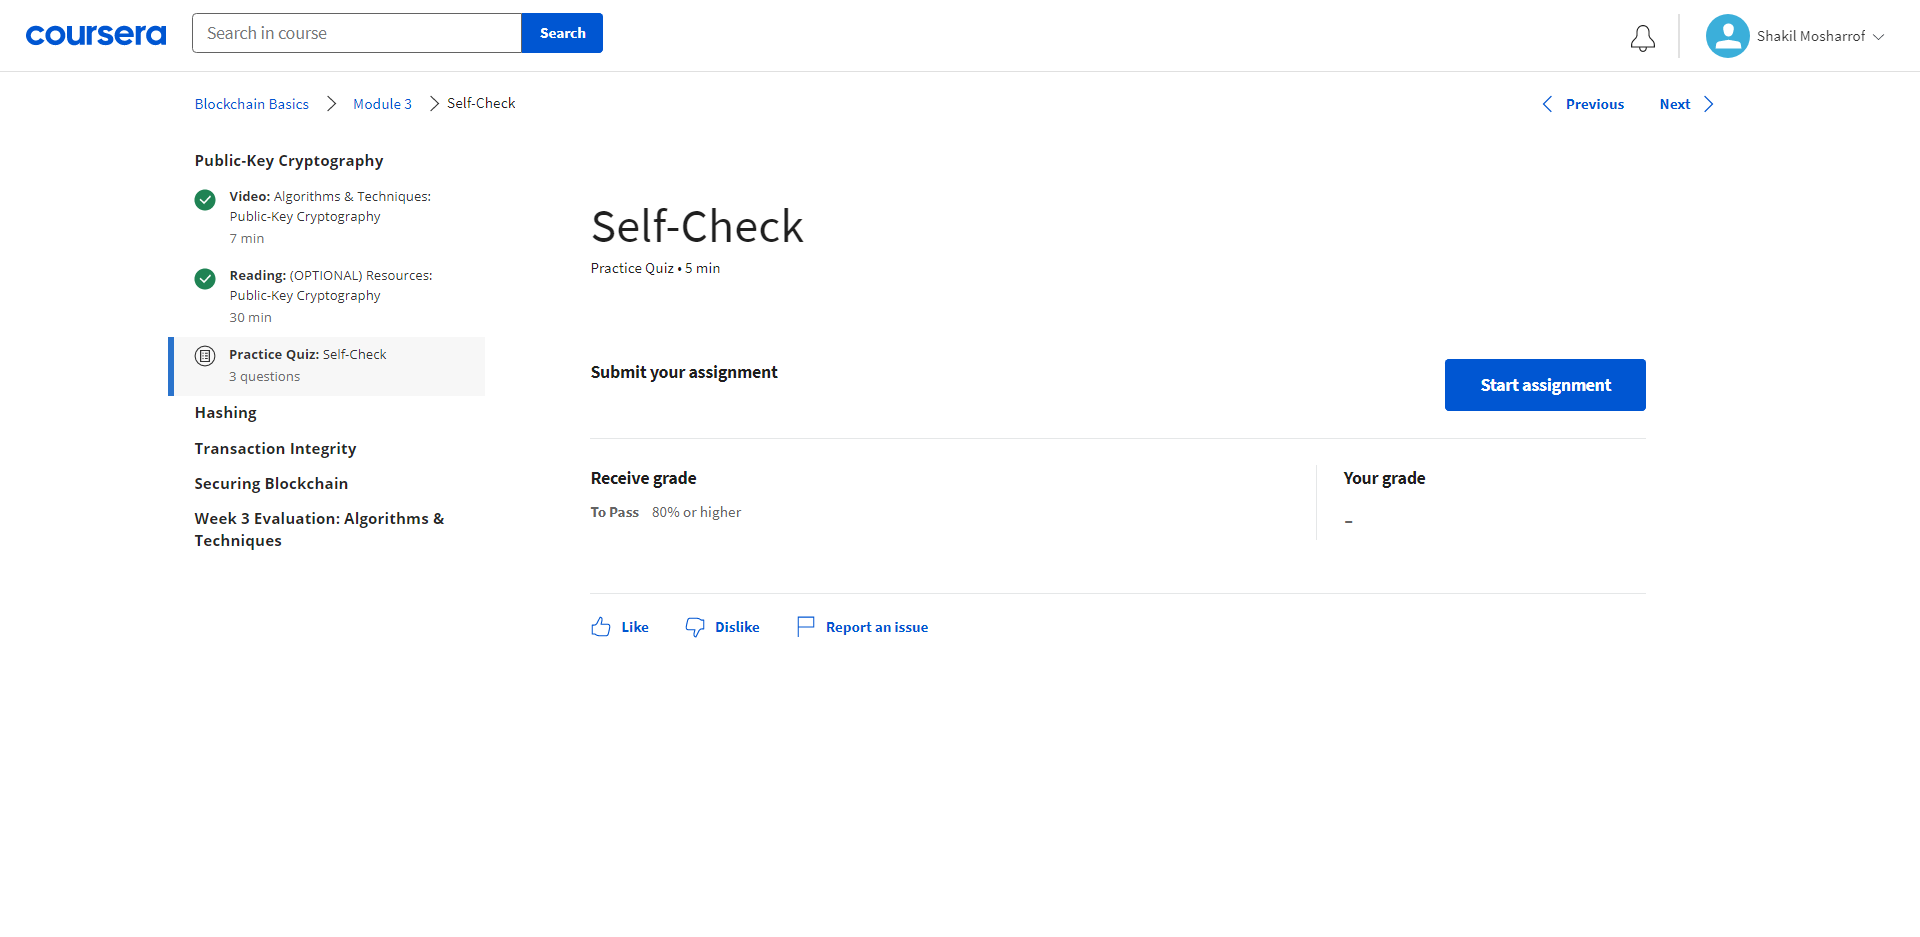 coursera
Search in course
Search
Shakil Mosharrof
Blockchain Basics
Module 3
Self-Check
Previous
Next
Public-Key Cryptography
Video: Algorithms & Techniques:
Public-Key Cryptography
7 min
Reading: (OPTIONAL) Resources:
Public-Key Cryptography
30 min
Practice Quiz: Self-Check
3 questions
Hashing
Transaction Integrity
Securing Blockchain
Week 3 Evaluation: Algorithms &
Techniques
Self-Check
Practice Quiz • 5 min
Submit your assignment
Start assignment
Receive grade
To Pass 80% or higher
Your grade
–
Like
Dislike
Report an issue